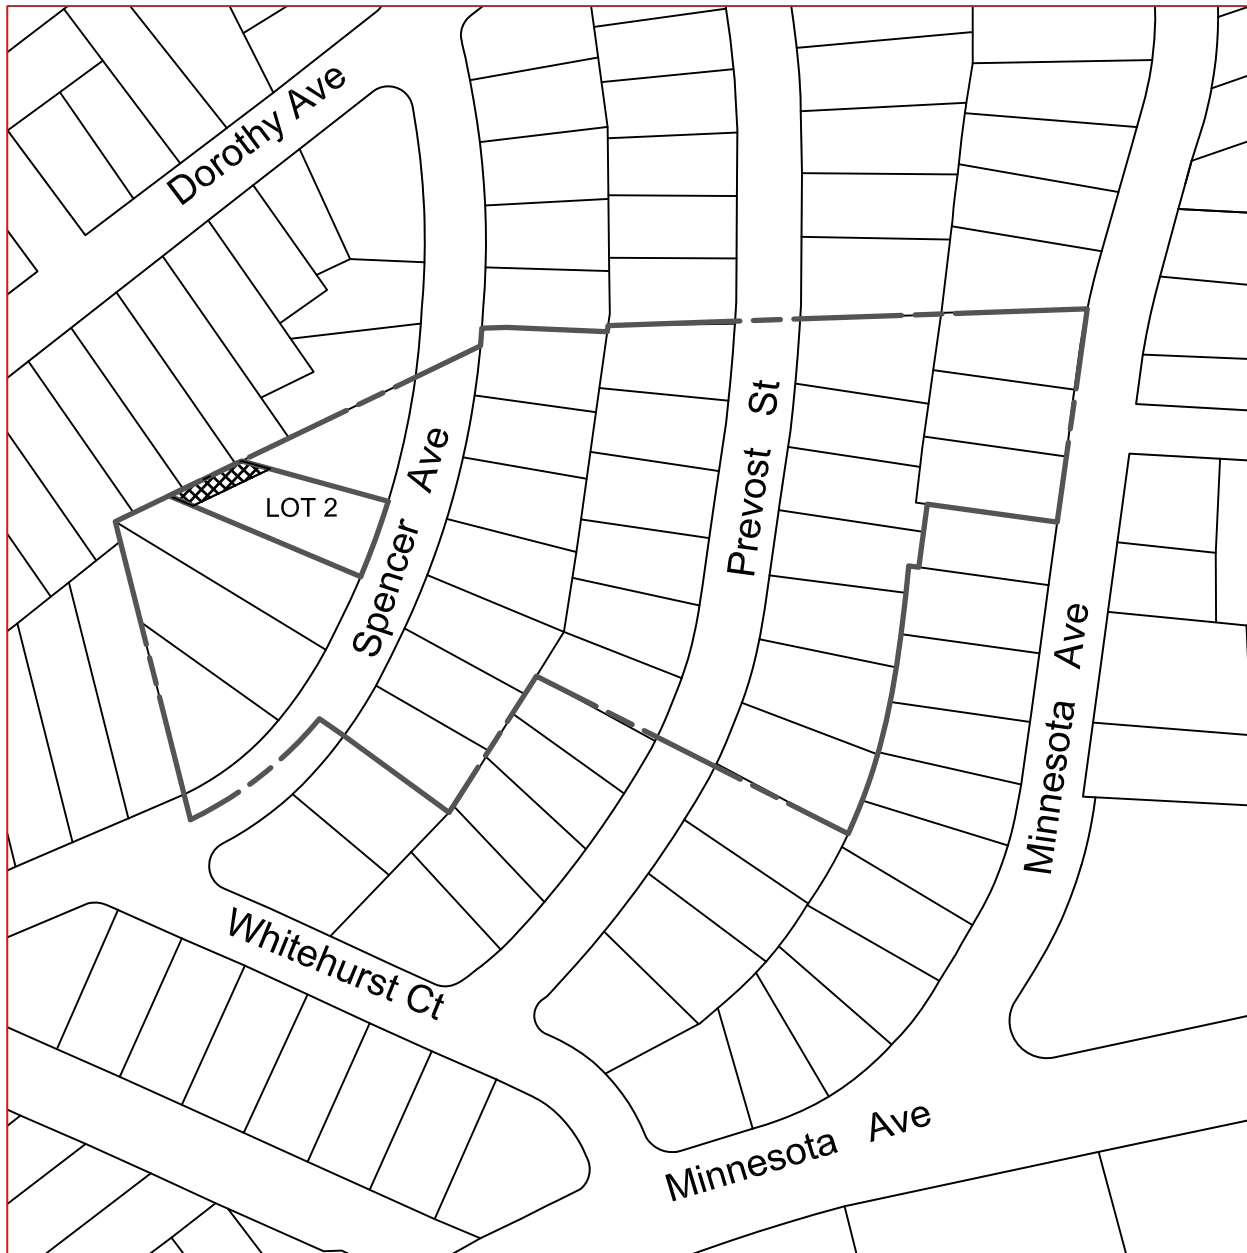 Dorothy Ave
Spencer Ave
Prevost St
LOT 2
Minnesota Ave
Whitehurst Ct
Minnesota Ave